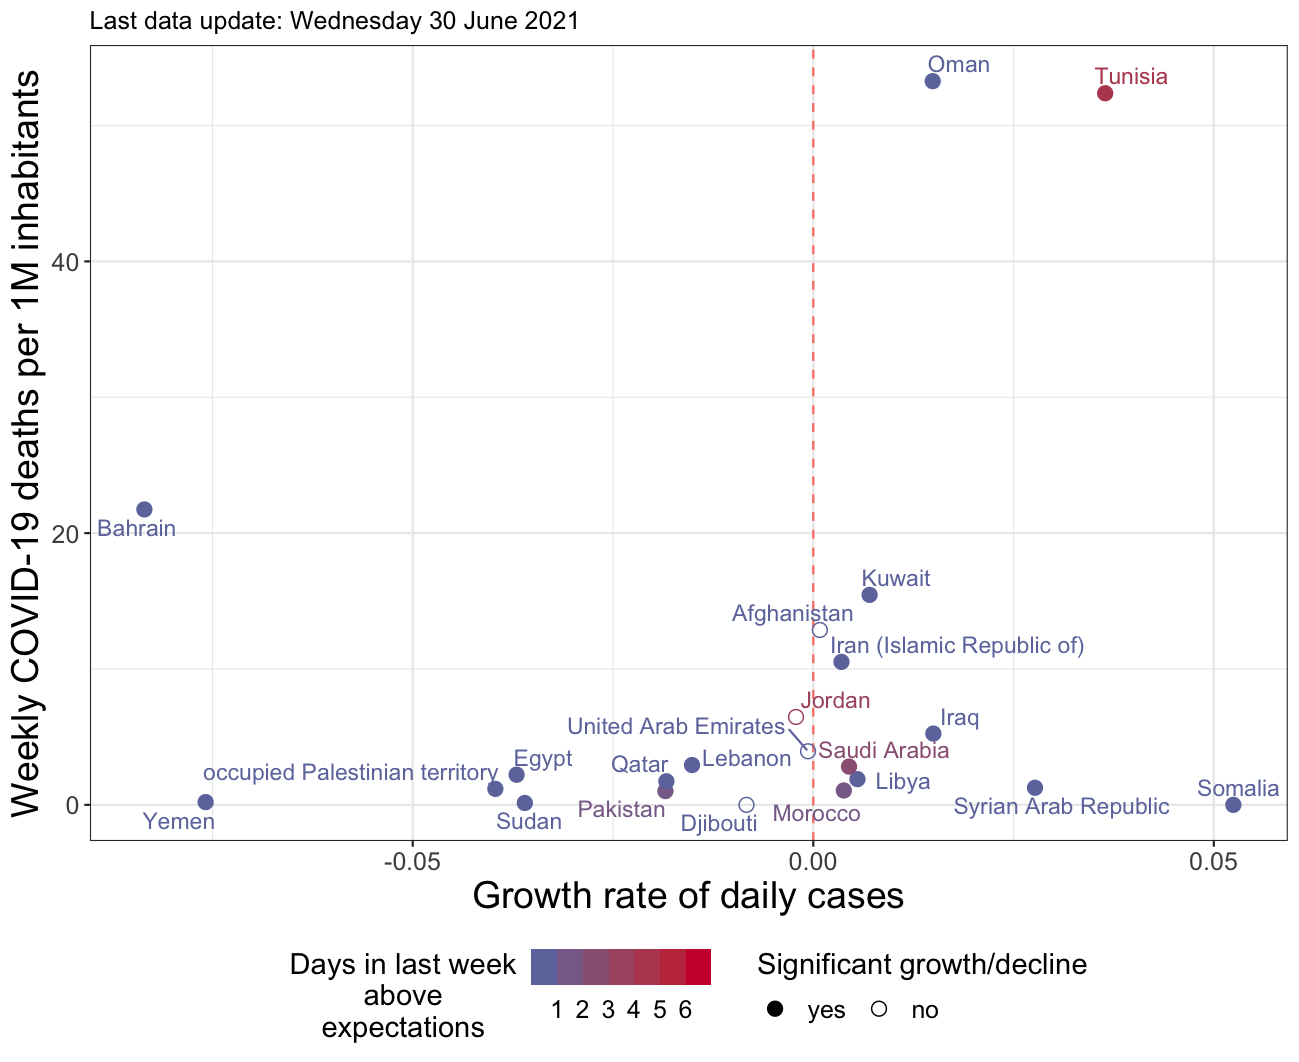 Last data update: Wednesday 30 June 2021
Weekly COVID-19 deaths per 1M inhabitants
40
20
0
Oman
Tunisia
Bahrain
Kuwait
Afghanistan
Iran (Islamic Republic of)
Jordan
Iraq
United Arab Emirates
Saudi Arabia
Egypt
Qatar
Lebanon
occupied Palestinian territory
Libya
Somalia
Syrian Arab Republic
Pakistan
Morocco
Yemen
Sudan
Djibouti
-0.05
0.00
0.05
Growth rate of daily cases
Days in last week
above
expectations
1 2 3 4 5 6
Significant growth/decline
yes
no